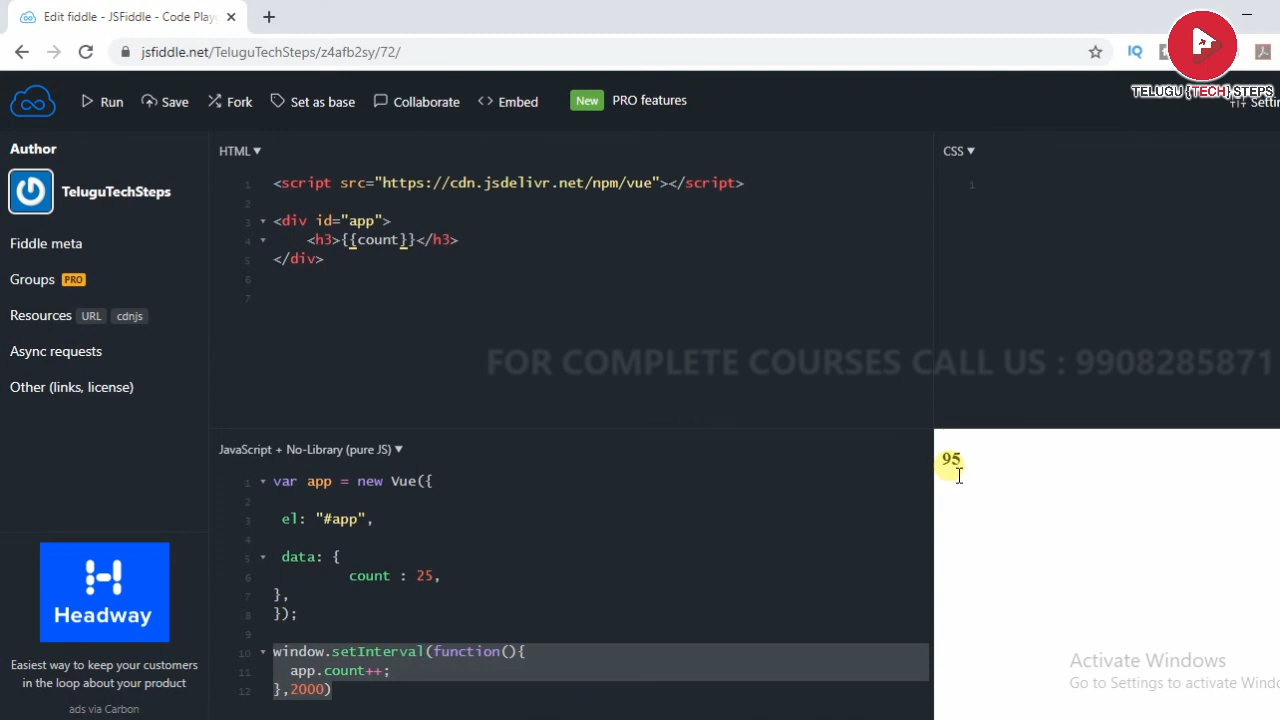 Edit fiddle - JSFiddle - Code Play
jsfiddle.net/TeluguTechSteps/z4afb2sy/72/
IQ
TELUGU {TECH} STEPS
Run
Save
Fork
Set as base
Collaborate
Embed
New
PRO features
Settin
Author
TeluguTechSteps
Fiddle meta
Groups PRO
Resources URL cdnjs
Async requests
Other (links, license)
HTML
1 <script src="https://cdn.jsdelivr.net/npm/vue"></script>
2
3 <div id="app">
4 <h3>{{count}}</h3>
5 </div>
6
7
CSS
1
FOR COMPLETE COURSES CALL US : 9908285871
JavaScript + No-Library (pure JS)
1 var app = new Vue({
2
3 el: "#app",
4
5 data: {
6 count : 25,
7 },
8 });
9
10 window.setInterval(function(){
11 app.count++;
12 },2000)
95
Headway
Easiest way to keep your customers
in the loop about your product
ads via Carbon
Activate Windows
Go to Settings to activate Windo